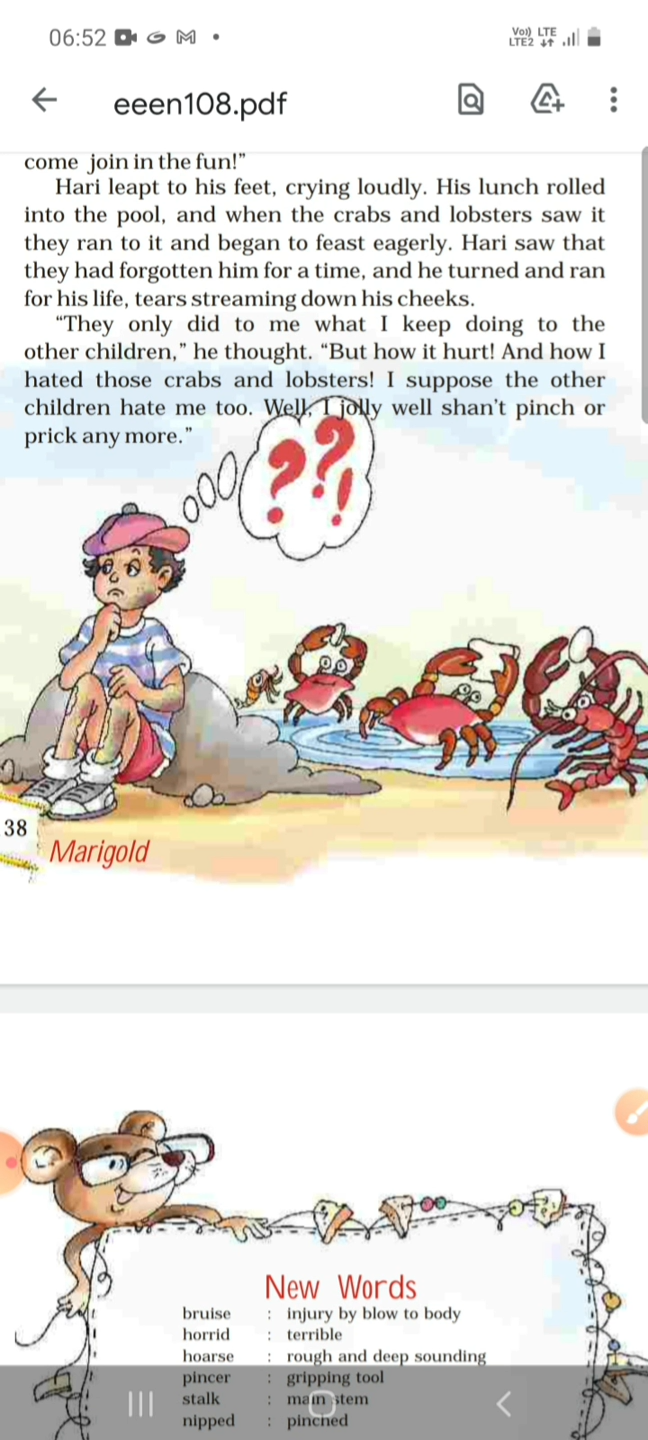 06:52
Vo)) LTE
LTE2
eeen108.pdf
come join in the fun!”
Hari leapt to his feet, crying loudly. His lunch rolled
into the pool, and when the crabs and lobsters saw it
they ran to it and began to feast eagerly. Hari saw that
they had forgotten him for a time, and he turned and ran
for his life, tears streaming down his cheeks.
“They only did to me what I keep doing to the
other children,” he thought. “But how it hurt! And how I
hated those crabs and lobsters! I suppose the other
children hate me too. Well, I jolly well shan’t pinch or
prick any more.”
??!
38
Marigold
New Words
bruise : injury by blow to body
horrid : terrible
hoarse : rough and deep sounding
pincer : gripping tool
stalk : main stem
nipped : pinched